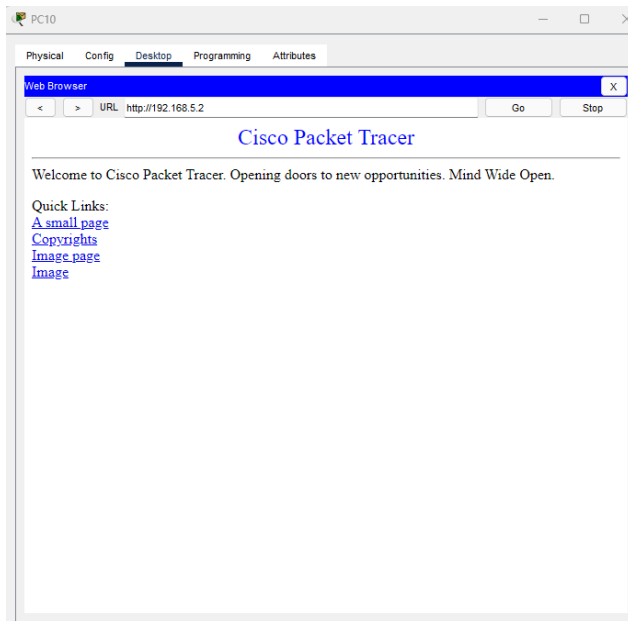 PC10
Physical Config Desktop Programming Attributes
Web Browser X
< > URL http://192.168.5.2 Go Stop
Cisco Packet Tracer
Welcome to Cisco Packet Tracer. Opening doors to new opportunities. Mind Wide Open.
Quick Links:
A small page
Copyrights
Image page
Image